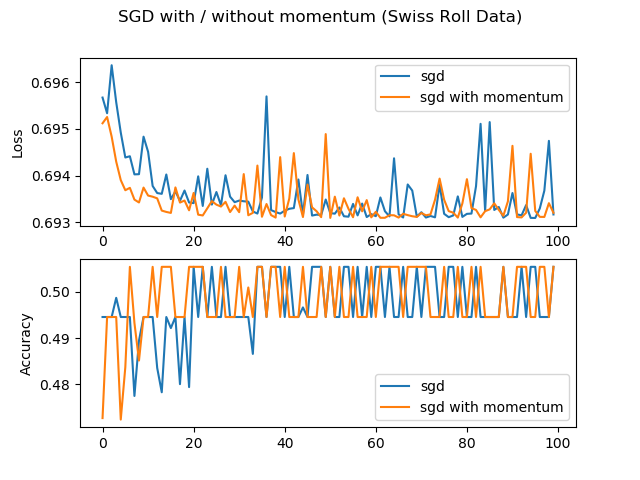 SGD with / without momentum (Swiss Roll Data)
0.696
0.695
0.694
0.693
Loss
sgd
sgd with momentum
0
20
40
60
80
100
0.50
0.49
0.48
Accuracy
sgd
sgd with momentum
0
20
40
60
80
100